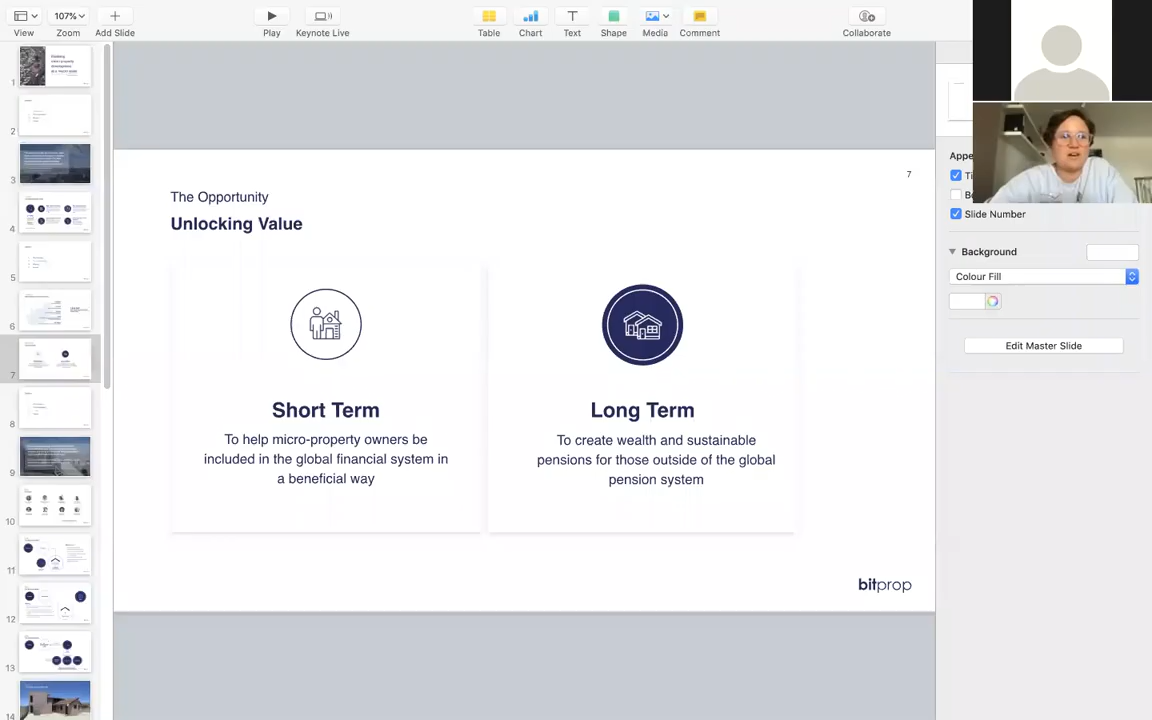 107%
View
Zoom
Add Slide
Play
Keynote Live
Table
Chart
Text
Shape
Media
Comment
Collaborate
1
2
3
4
5
6
7
8
9
10
11
12
13
14
7
The Opportunity
Unlocking Value
Short Term
To help micro-property owners be
included in the global financial system in
a beneficial way
Long Term
To create wealth and sustainable
pensions for those outside of the global
pension system
bitprop
Slide Number
Background
Colour Fill
Edit Master Slide